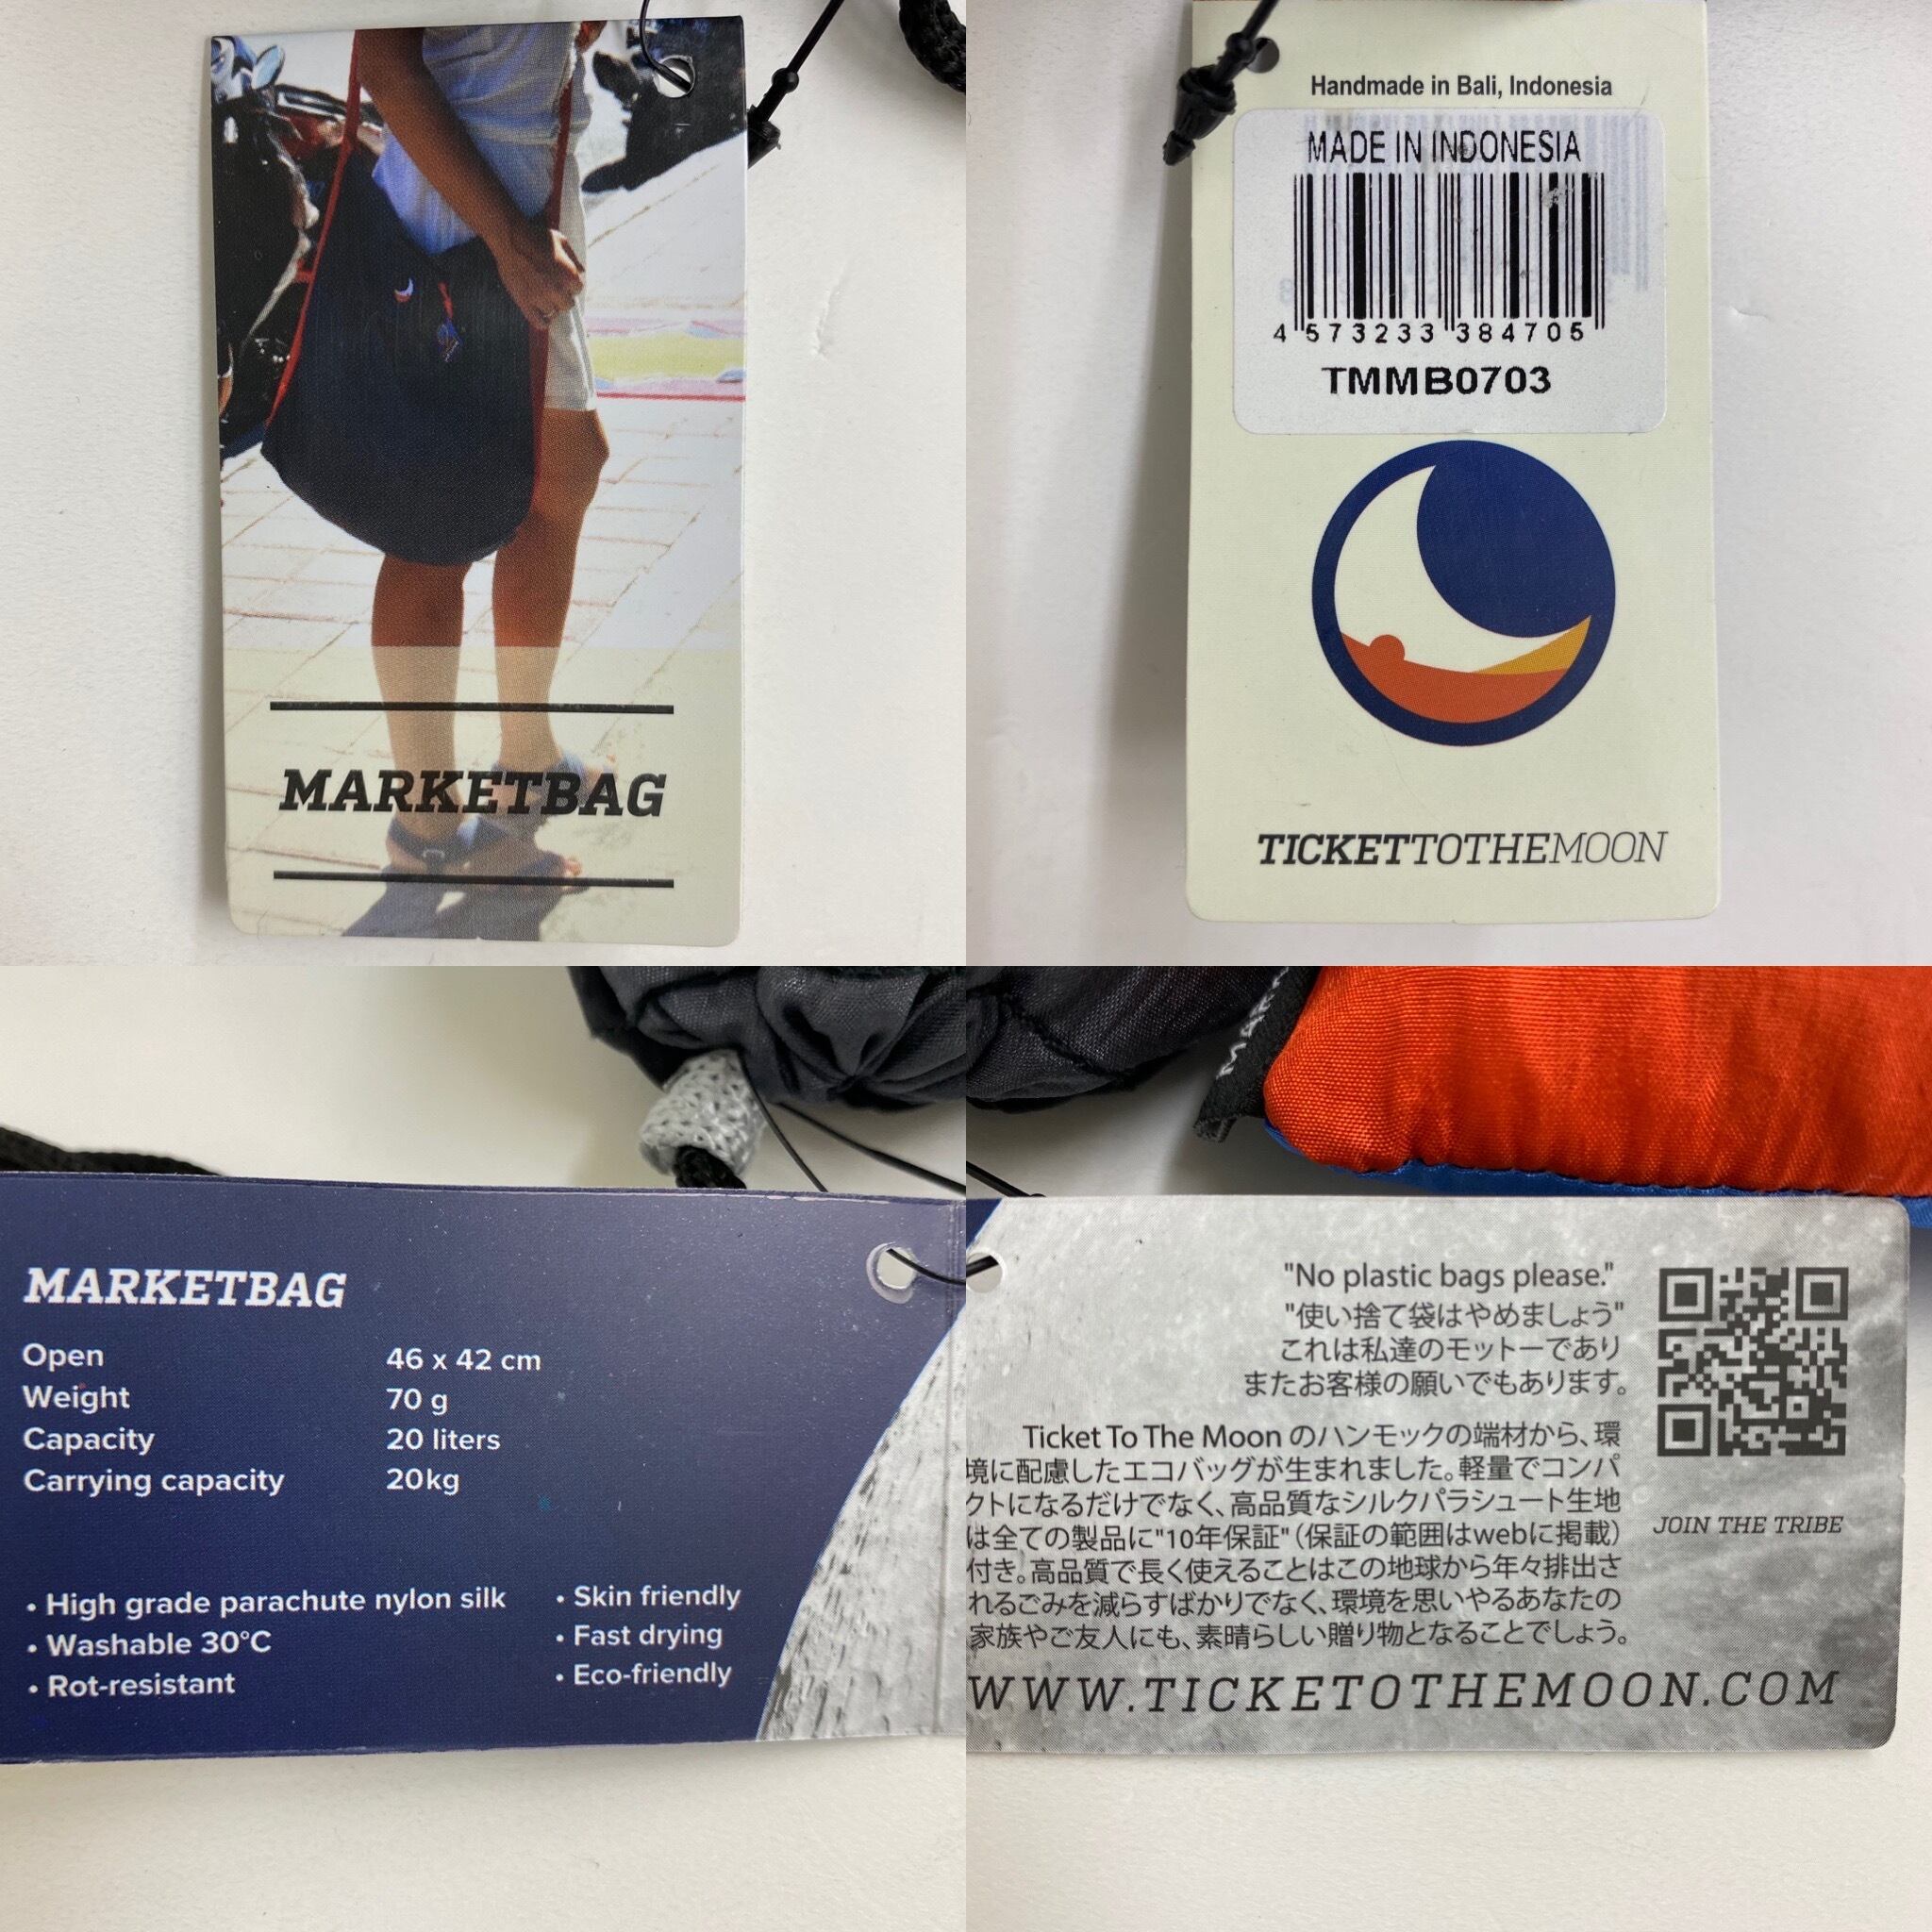 MARKETBAG
Handmade in Bali, Indonesia
MADE IN INDONESIA
4 573233 384705
TMMB0703
TICKETTOTHEMOON
MARKETBAG
Open 46 x 42 cm
Weight 70 g
Capacity 20 liters
Carrying capacity 20kg
• High grade parachute nylon silk
• Washable 30°C
• Rot-resistant
• Skin friendly
• Fast drying
• Eco-friendly
"No plastic bags please."
"使い捨て袋はやめましょう"
これは私達のモットーであり
またお客様の願いでもあります。
Ticket To The Moon のハンモックの端材から、環
境に配慮したエコバッグが生まれました。軽量でコンパ
クトになるだけでなく、高品質なシルクパラシュート生地
は全ての製品に"10年保証"（保証の範囲はwebに掲載）
付き。高品質で長く使えることはこの地球から年々排出さ
れるごみを減らすばかりでなく、環境を思いやるあなたの
家族やご友人にも、素晴らしい贈り物となることでしょう。
JOIN THE TRIBE
WWW.TICKETOTHEMOON.COM